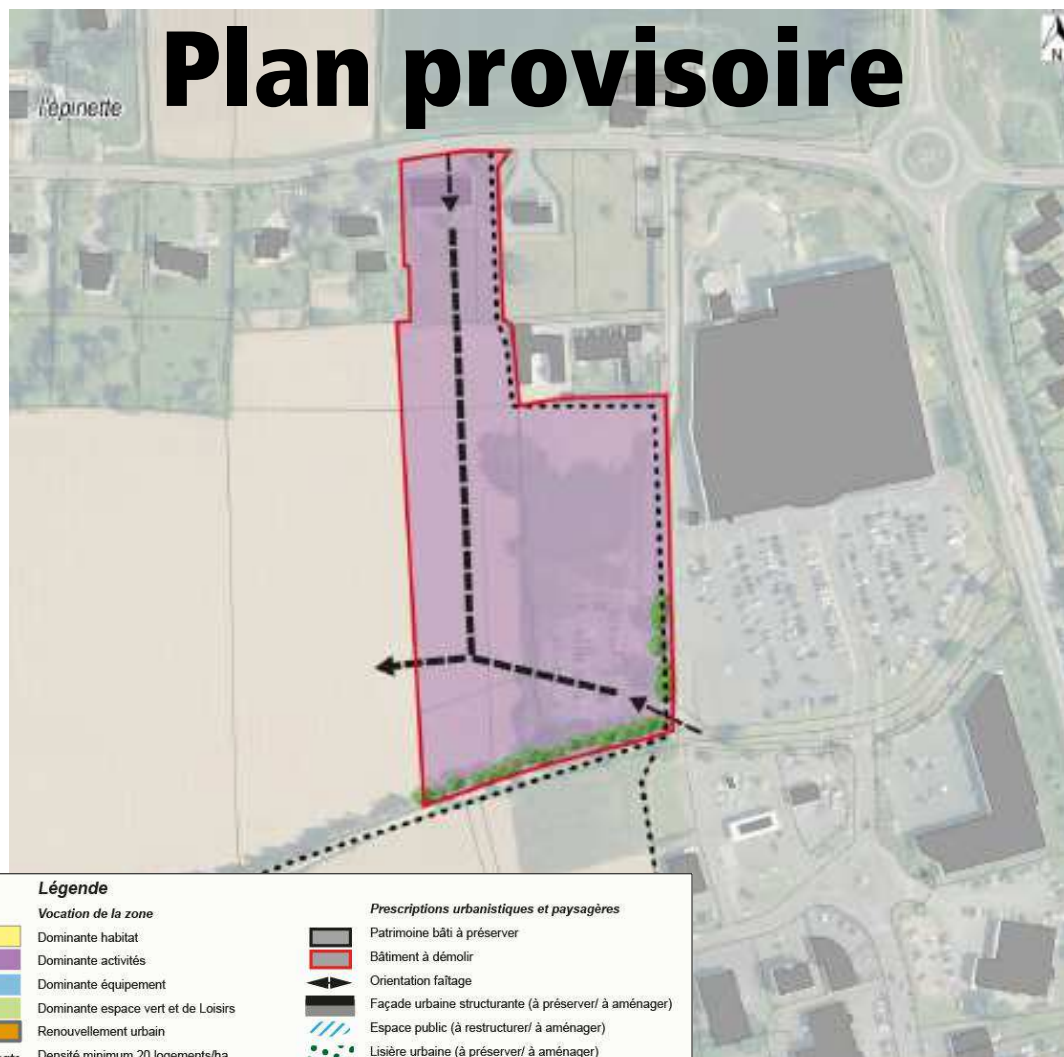 Plan provisoire
N
l'épinette
Légende
Vocation de la zone
Dominante habitat
Dominante activités
Dominante équipement
Dominante espace vert et de Loisirs
Renouvellement urbain
Densité minimum 20 logements/ha
Prescriptions urbanistiques et paysagères
Patrimoine bâti à préserver
Bâtiment à démolir
Orientation faîtage
Façade urbaine structurante (à préserver/ à aménager)
Espace public (à restructurer/ à aménager)
Lisière urbaine (à préserver/ à aménager)